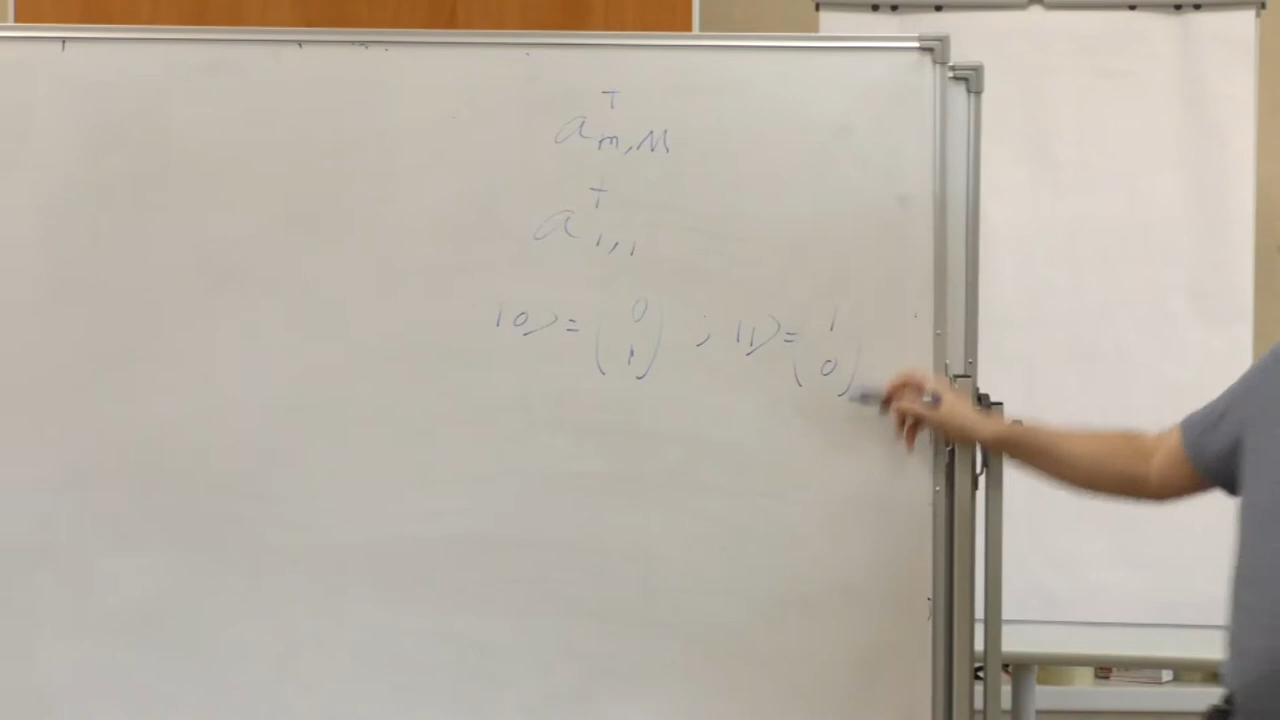 a†m,M
a†1,1
|0⟩ = (0 1) ; |1⟩ = (1 0)